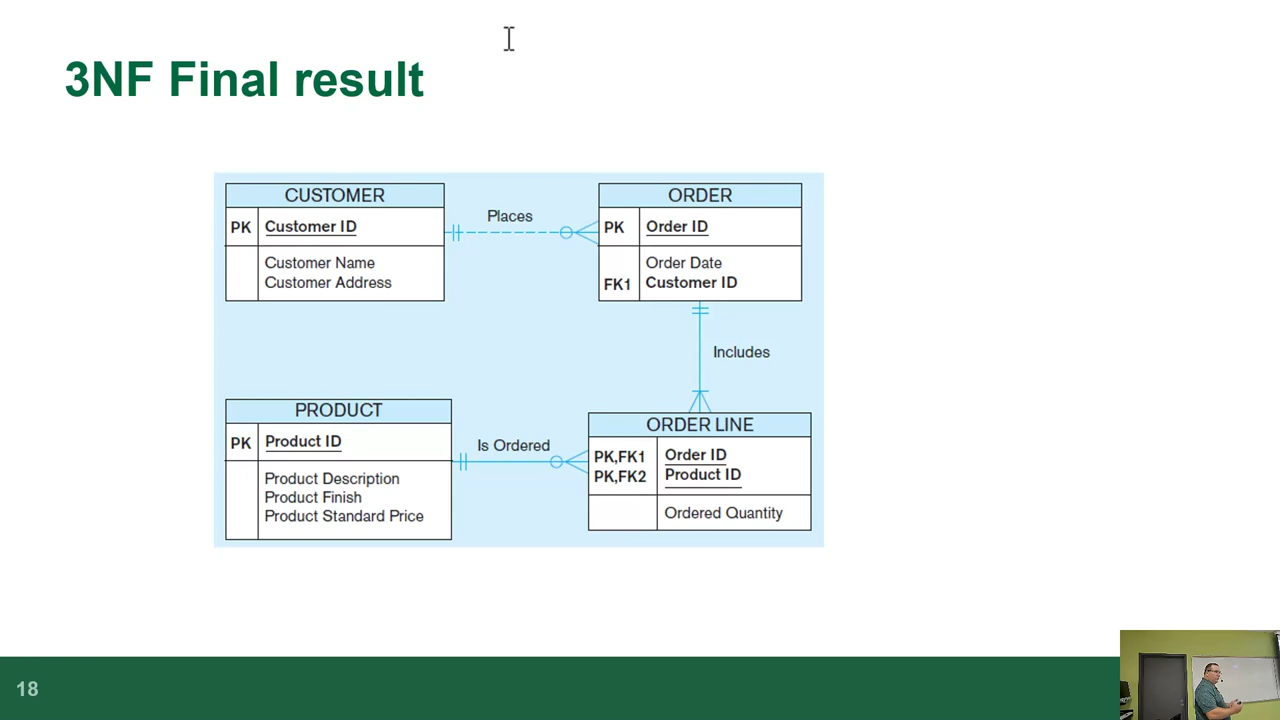 3NF Final result
CUSTOMER
PK Customer ID
Customer Name
Customer Address
Places
ORDER
PK Order ID
Order Date
FK1 Customer ID
Includes
PRODUCT
PK Product ID
Product Description
Product Finish
Product Standard Price
Is Ordered
ORDER LINE
PK,FK1 Order ID
PK,FK2 Product ID
Ordered Quantity
18